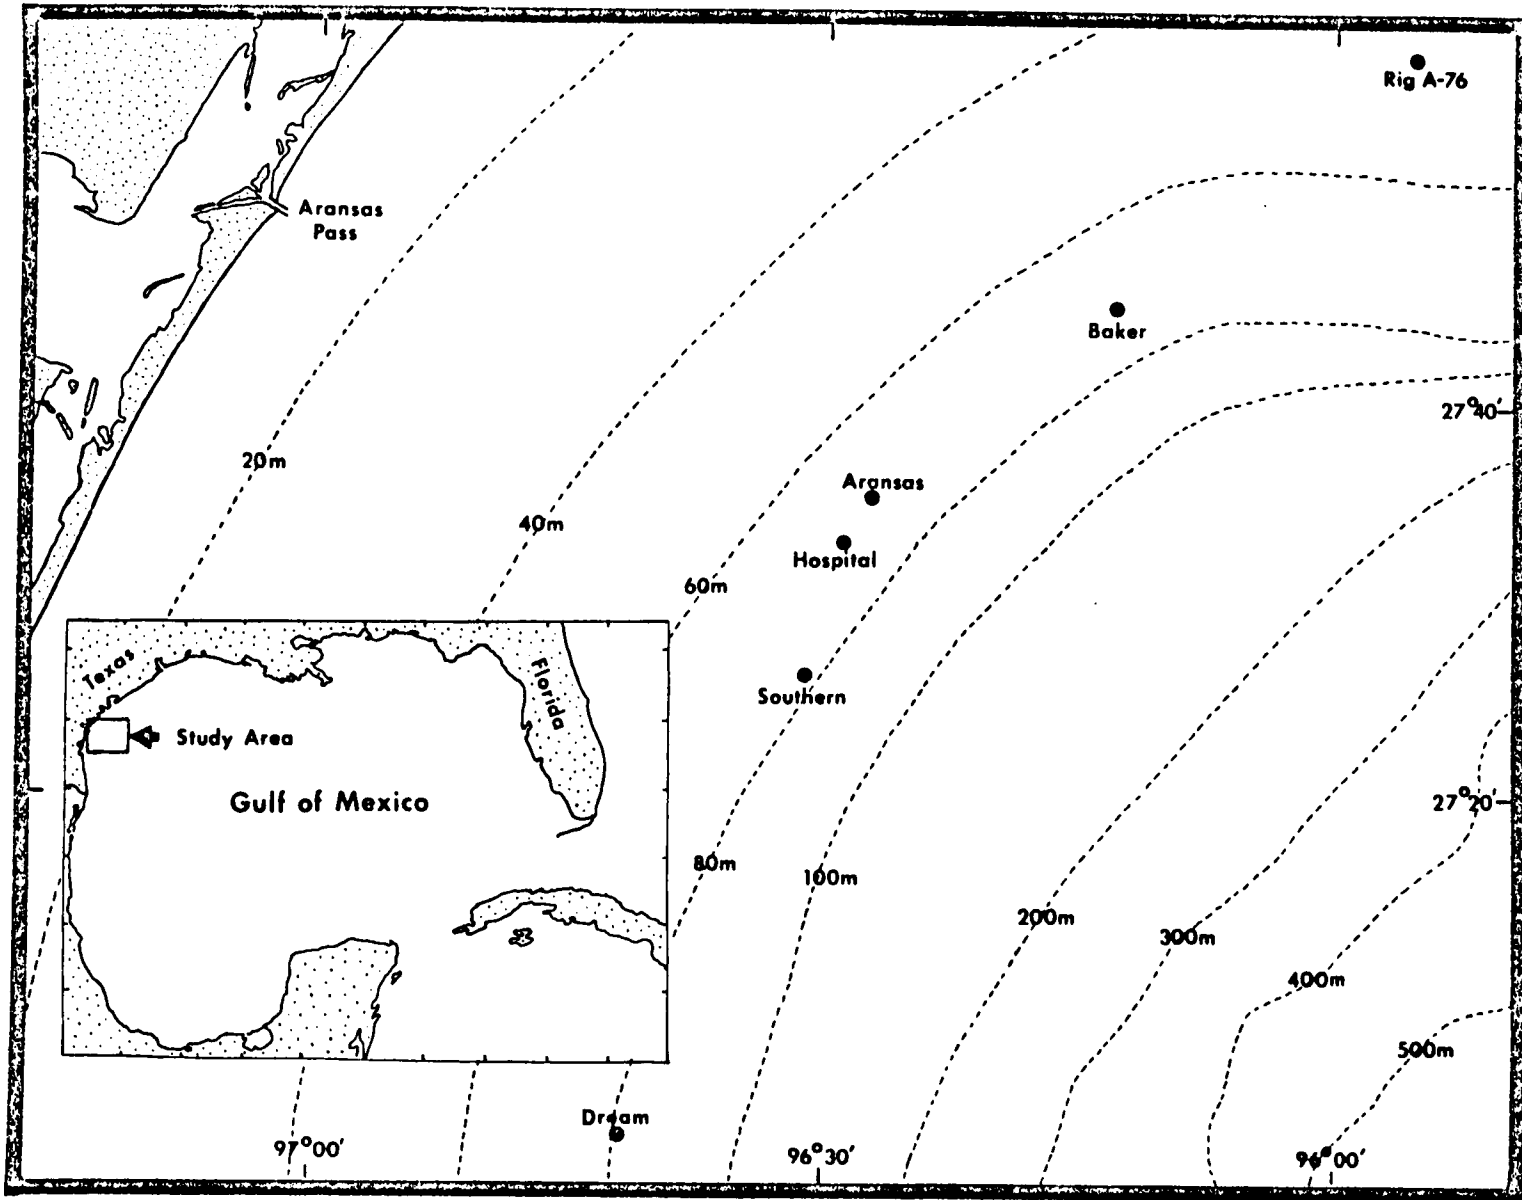 Rig A-76
Aransas
Pass
Baker
27°40'
20m
Aransas
40m
Hospital
60m
Texas
Florida
Southern
Study Area
Gulf of Mexico
27°20'
80m
100m
200m
300m
400m
500m
Dream
97°00'
96°30'
96°00'